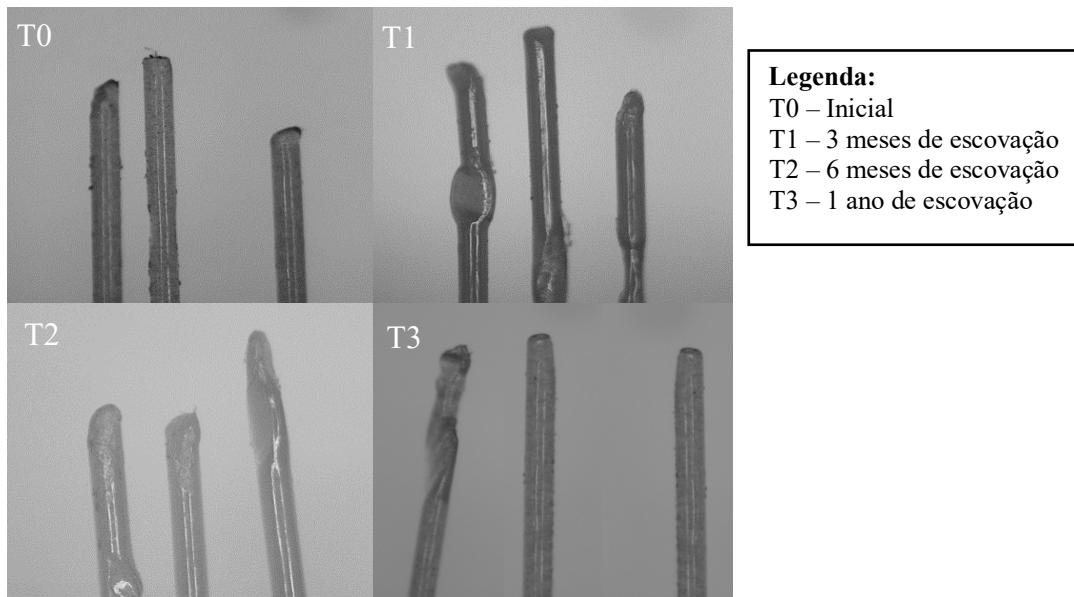 T0
T1
T2
T3
Legenda:
T0 – Inicial
T1 – 3 meses de escovação
T2 – 6 meses de escovação
T3 – 1 ano de escovação